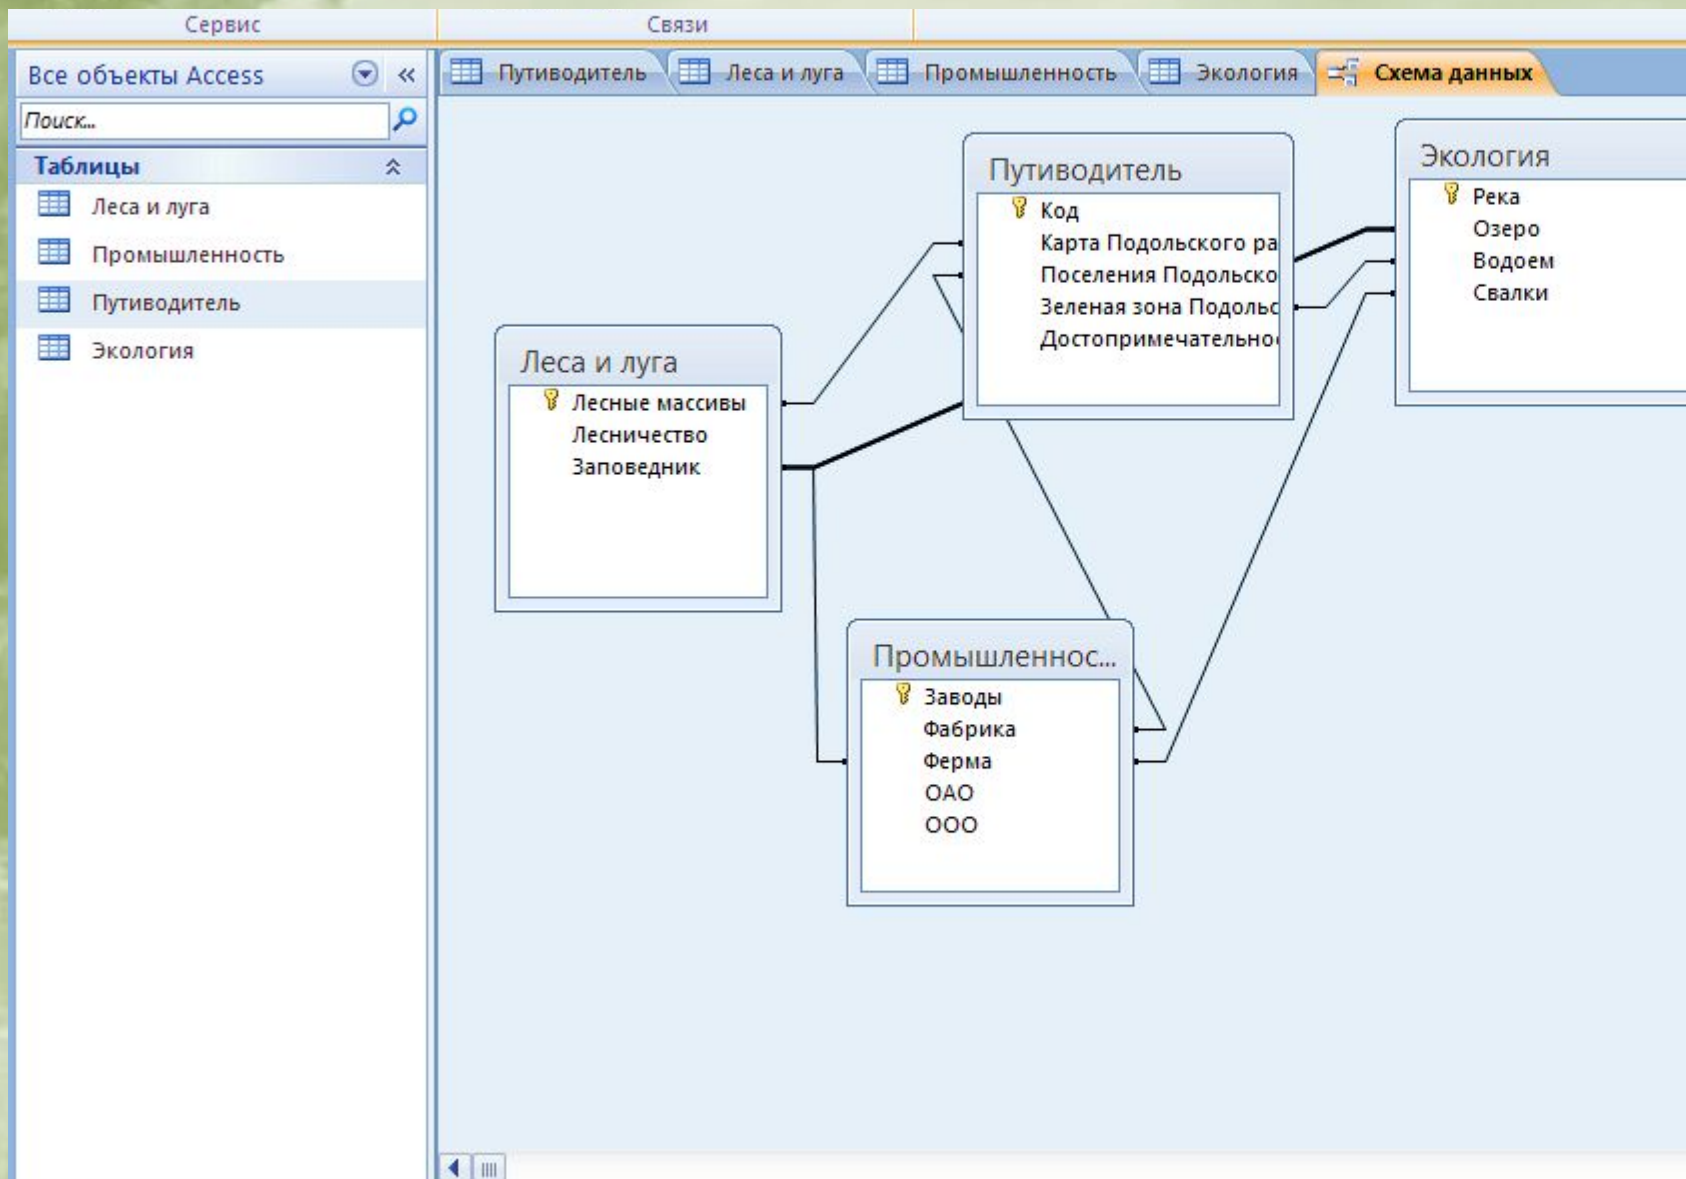 Сервис
Связи
Все объекты Access
Поиск...
Таблицы
Леса и луга
Промышленность
Путиводитель
Экология
Путиводитель
Леса и луга
Промышленность
Экология
Схема данных
Леса и луга
Лесные массивы
Лесничество
Заповедник
Путиводитель
Код
Карта Подольского ра
Поселения Подольско
Зеленая зона Подольс
Достопримечательно
Экология
Река
Озеро
Водоем
Свалки
Промышленнос...
Заводы
Фабрика
Ферма
ОАО
ООО